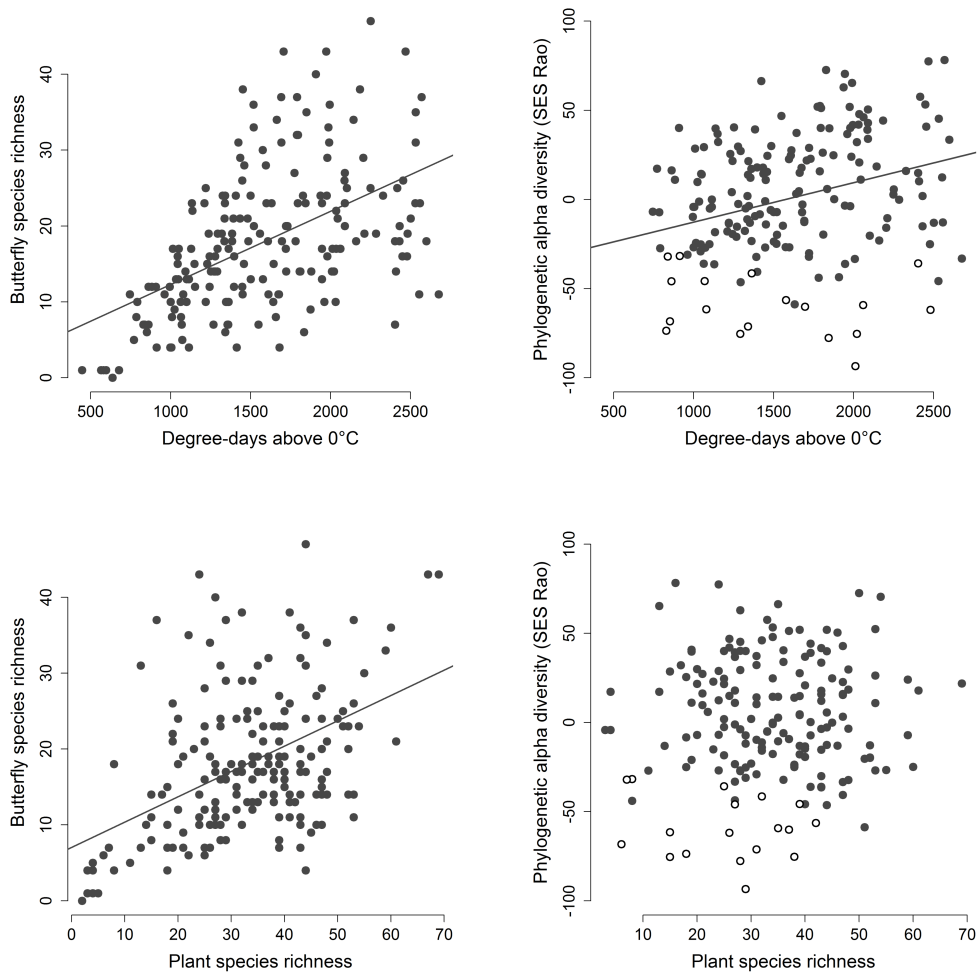 Butterfly species richness
40
30
20
10
0
500 1000 1500 2000 2500
Degree-days above 0°C
Phylogenetic alpha diversity (SES Rao)
100
50
0
-50
-100
500 1000 1500 2000 2500
Degree-days above 0°C
Butterfly species richness
40
30
20
10
0
0 10 20 30 40 50 60 70
Plant species richness
Phylogenetic alpha diversity (SES Rao)
100
50
0
-50
-100
10 20 30 40 50 60 70
Plant species richness